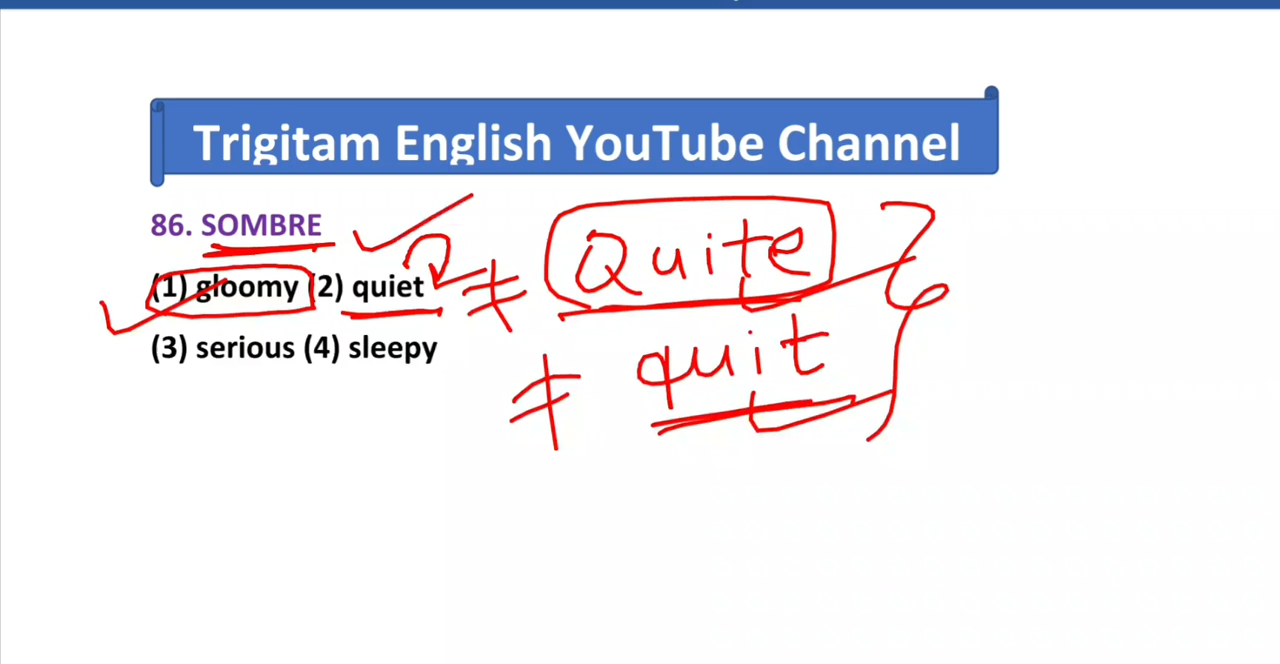 Trigitam English YouTube Channel
86. SOMBRE
(1) gloomy (2) quiet ≠ Quite
(3) serious (4) sleepy
≠ quit